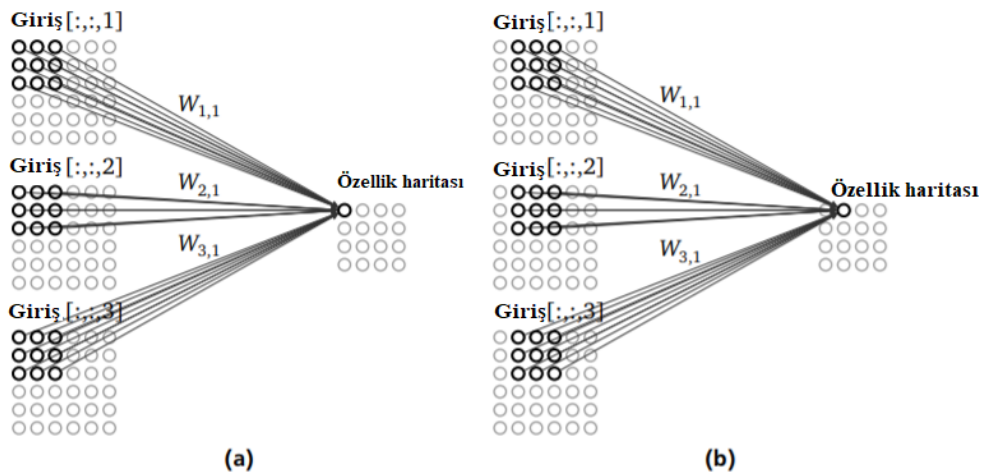 Giriş[:,:,1]
W1,1
Giriş[:,:,2]
W2,1
Özellik haritası
W3,1
Giriş[:,:,3]
(a)
Giriş[:,:,1]
W1,1
Giriş[:,:,2]
W2,1
Özellik haritası
W3,1
Giriş[:,:,3]
(b)